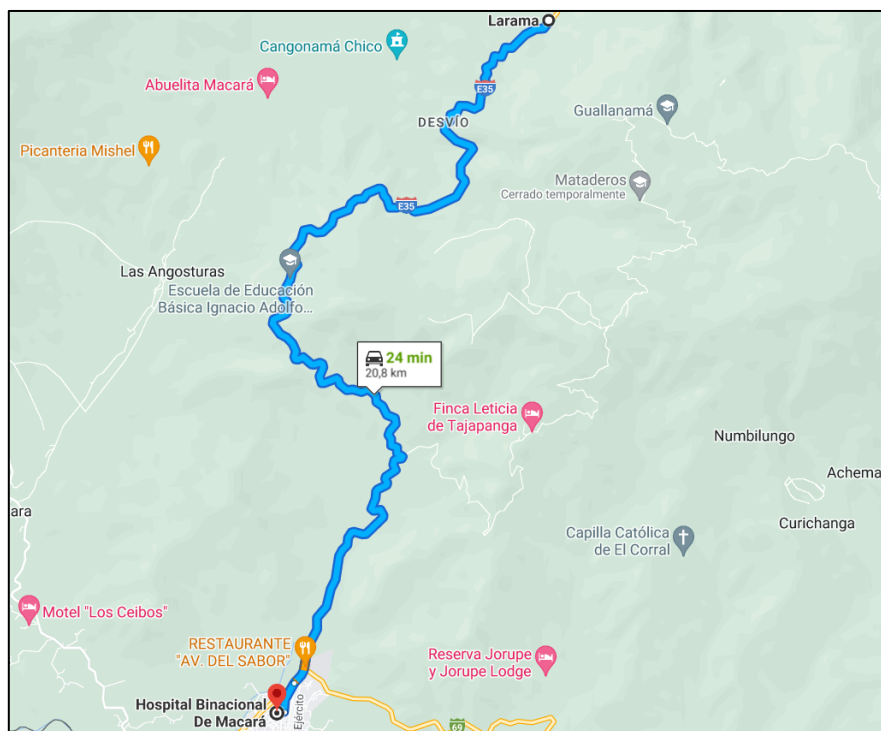 Larama
Cangonamá Chico
Abuelita Macará
E35
DESVÍO
Guallanamá
Picanteria Mishel
Mataderos
Cerrado temporalmente
E35
Las Angosturas
Escuela de Educación
Básica Ignacio Adolfo...
24 min
20,8 km
Finca Leticia
de Tajapanga
Numbilungo
Achema
ara
Curichanga
Capilla Católica
de El Corral
Motel "Los Ceibos"
RESTAURANTE
"AV. DEL SABOR"
Reserva Jorupe
y Jorupe Lodge
Hospital Binacional
De Macará
Ejército
69